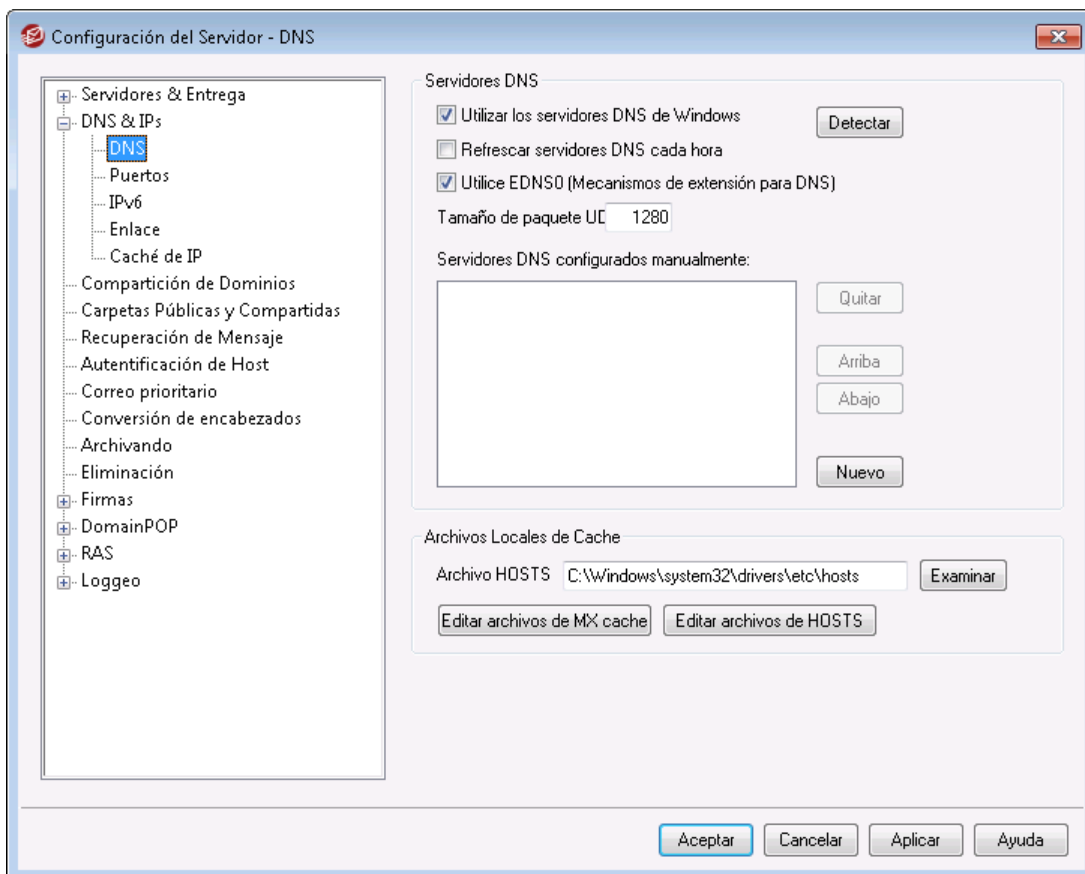 Configuración del Servidor - DNS
Servidores & Entrega
DNS & IPs
DNS
Puertos
IPv6
Enlace
Caché de IP
Compartición de Dominios
Carpetas Públicas y Compartidas
Recuperación de Mensaje
Autentificación de Host
Correo prioritario
Conversión de encabezados
Archivando
Eliminación
Firmas
DomainPOP
RAS
Loggeo
Servidores DNS
Utilizar los servidores DNS de Windows
Detectar
Refrescar servidores DNS cada hora
Utilice EDNS0 (Mecanismos de extensión para DNS)
Tamaño de paquete UD 1280
Servidores DNS configurados manualmente:
Quitar
Arriba
Abajo
Nuevo
Archivos Locales de Cache
Archivo HOSTS C:\Windows\system32\drivers\etc\hosts Examinar
Editar archivos de MX cache Editar archivos de HOSTS
Aceptar Cancelar Aplicar Ayuda